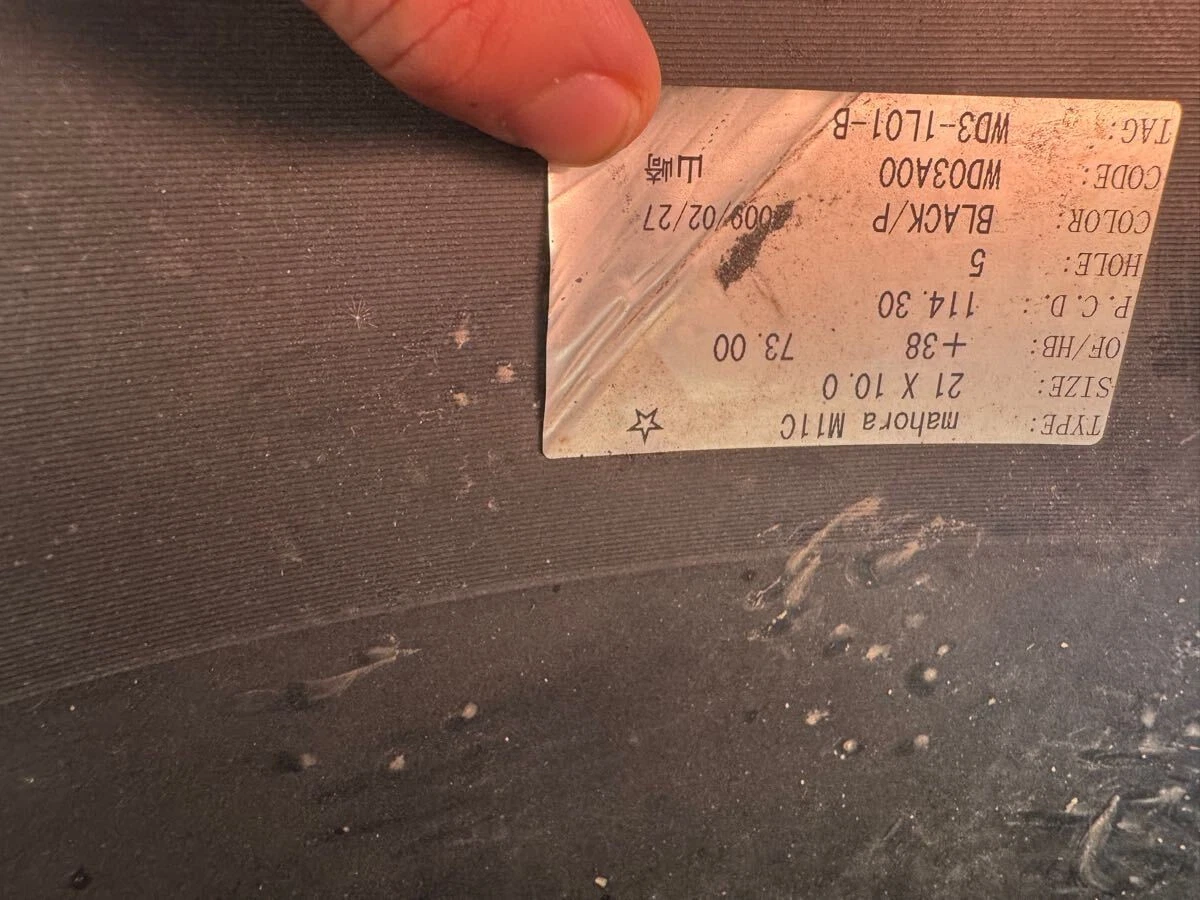 TYPE: mahora M11C ☆
SIZE: 21 X 10.0
OF/HB: +38 73.00
P.C.D.: 114.30
HOLE: 5
COLOR: BLACK/P 2009/02/27
CODE: WD03A00 山崎
TAG: WD3-1L01-B